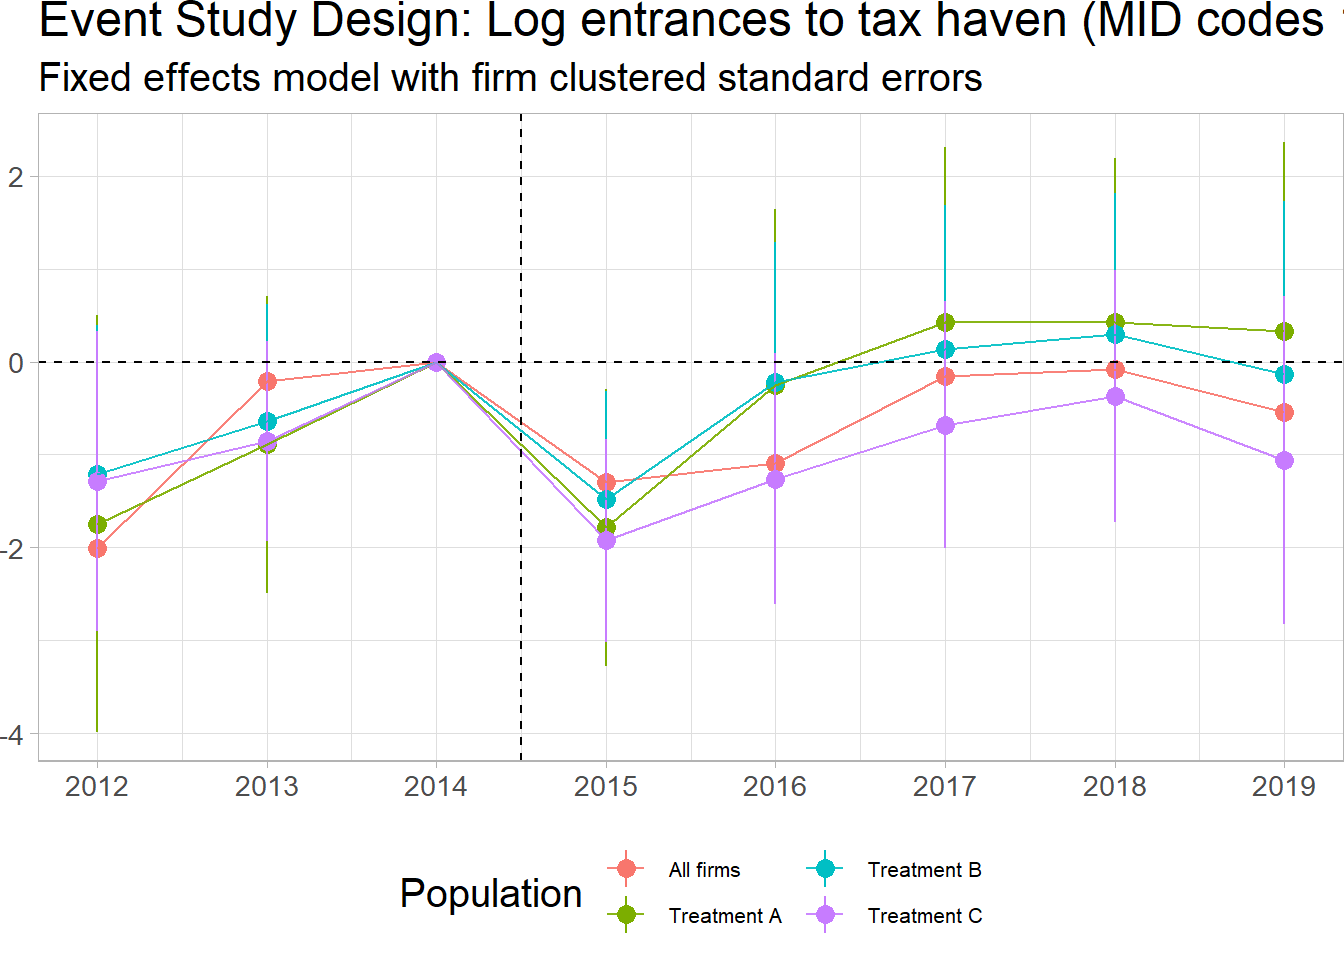 Event Study Design: Log entrances to tax haven (MID codes
Fixed effects model with firm clustered standard errors
2
0
-2
-4
2012 2013 2014 2015 2016 2017 2018 2019
Population
All firms Treatment B
Treatment A Treatment C